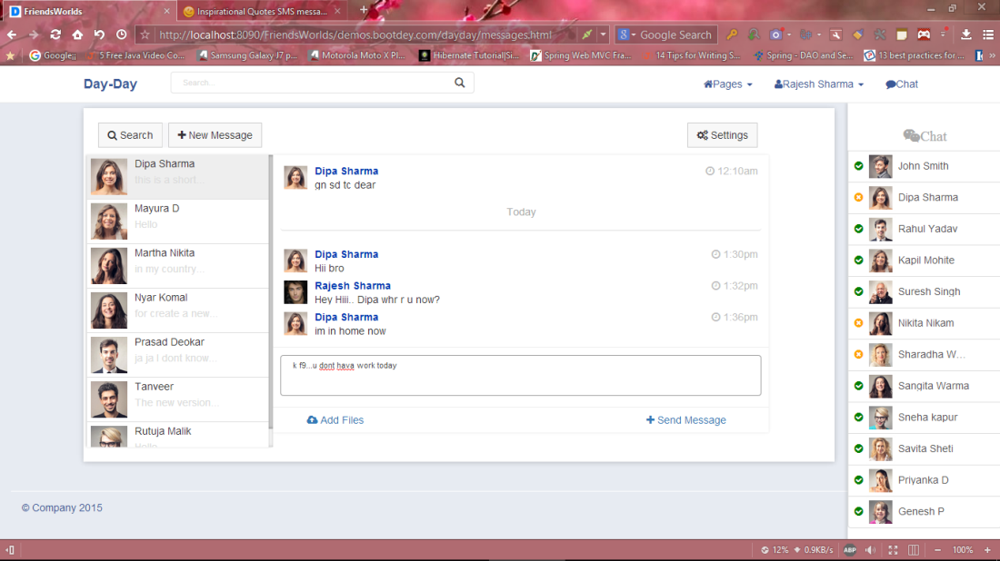 FriendsWorlds
Inspirational Quotes SMS messa...
http://localhost:8090/FriendsWorlds/demos.bootdey.com/dayday/messages.html
Google Search
Google
5 Free Java Video Co...
Samsung Galaxy J7 p...
Motorola Moto X Pl...
Hibernate Tutorial|Si...
Spring Web MVC Fra...
14 Tips for Writing S...
Spring - DAO and Se...
13 best practices for ...
Day-Day
Search...
Pages
Rajesh Sharma
Chat
Search
New Message
Settings
Dipa Sharma
this is a short...
Mayura D
Hello
Martha Nikita
in my country...
Nyar Komal
for create a new...
Prasad Deokar
ja ja I dont know...
Tanveer
The new version...
Rutuja Malik
Hello
Dipa Sharma 12:10am
gn sd tc dear
Today
Dipa Sharma 1:30pm
Hii bro
Rajesh Sharma 1:32pm
Hey Hiii.. Dipa whr r u now?
Dipa Sharma 1:36pm
im in home now
k f9...u dont hava work today
Add Files
Send Message
Chat
John Smith
Dipa Sharma
Rahul Yadav
Kapil Mohite
Suresh Singh
Nikita Nikam
Sharadha W...
Sangita Warma
Sneha kapur
Savita Sheti
Priyanka D
Genesh P
© Company 2015
12%
0.9KB/s
ABP
100%